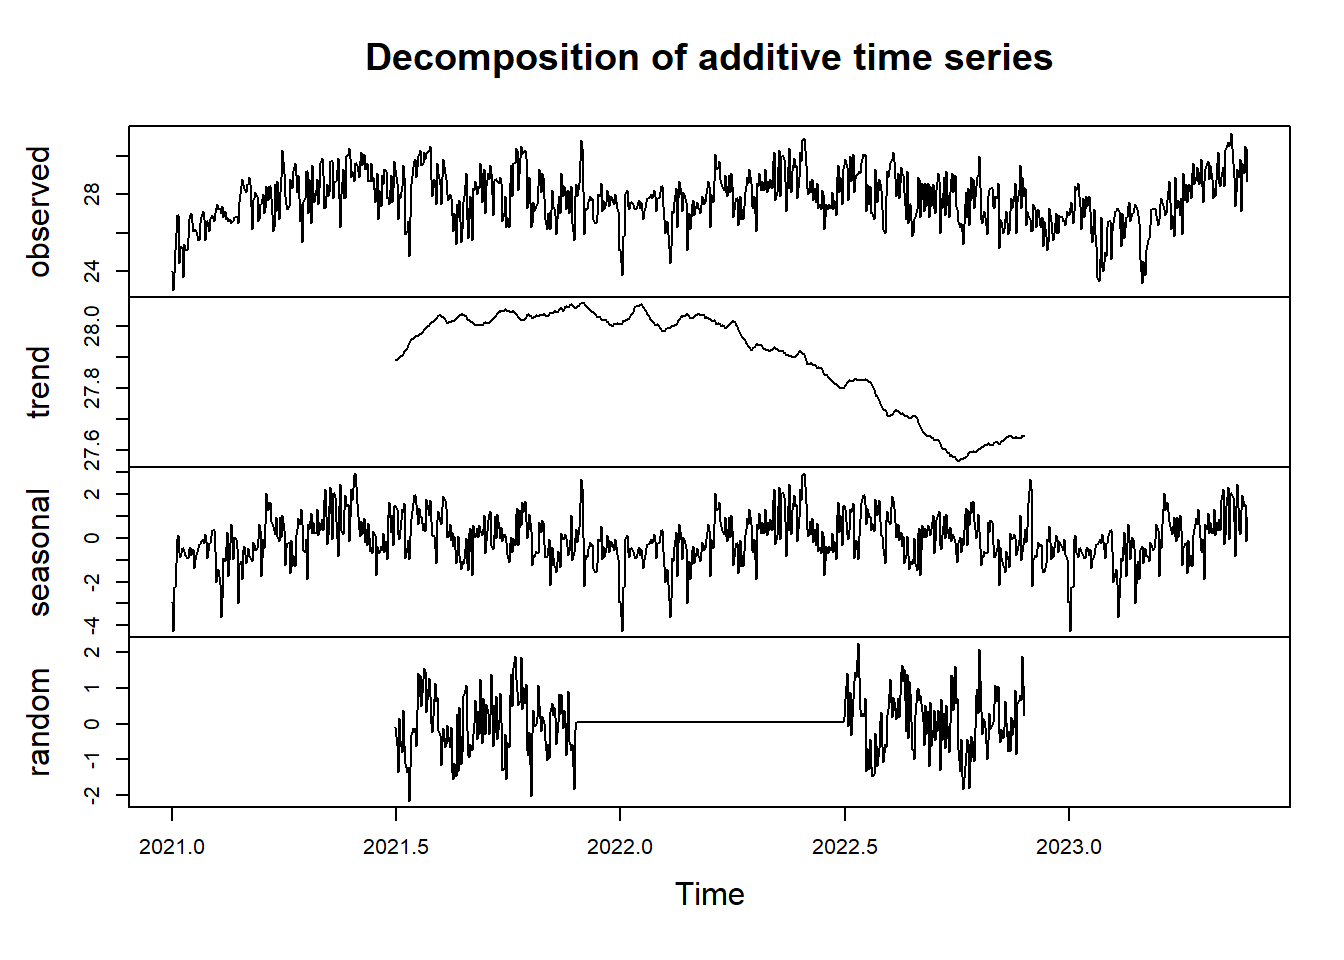 Decomposition of additive time series
observed
24 28
trend
27.6 27.8 28.0
seasonal
-4 -2 0 2
random
-2 -1 0 1 2
2021.0 2021.5 2022.0 2022.5 2023.0
Time